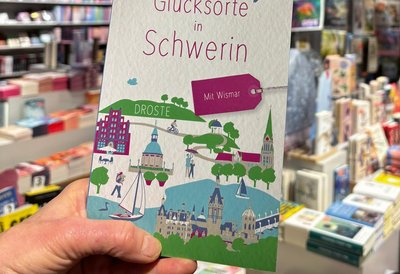 Glücksorte
in
Schwerin
Mit Wismar
DROSTE